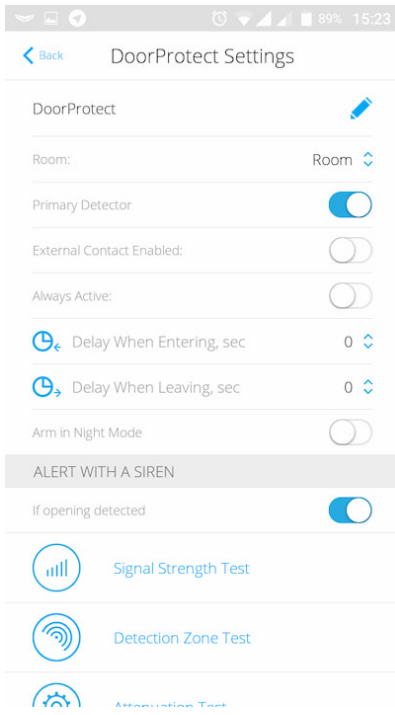 89% 15:23
Back DoorProtect Settings
DoorProtect
Room: Room
Primary Detector
External Contact Enabled:
Always Active:
Delay When Entering, sec 0
Delay When Leaving, sec 0
Arm in Night Mode
ALERT WITH A SIREN
If opening detected
Signal Strength Test
Detection Zone Test
Attenuation Test